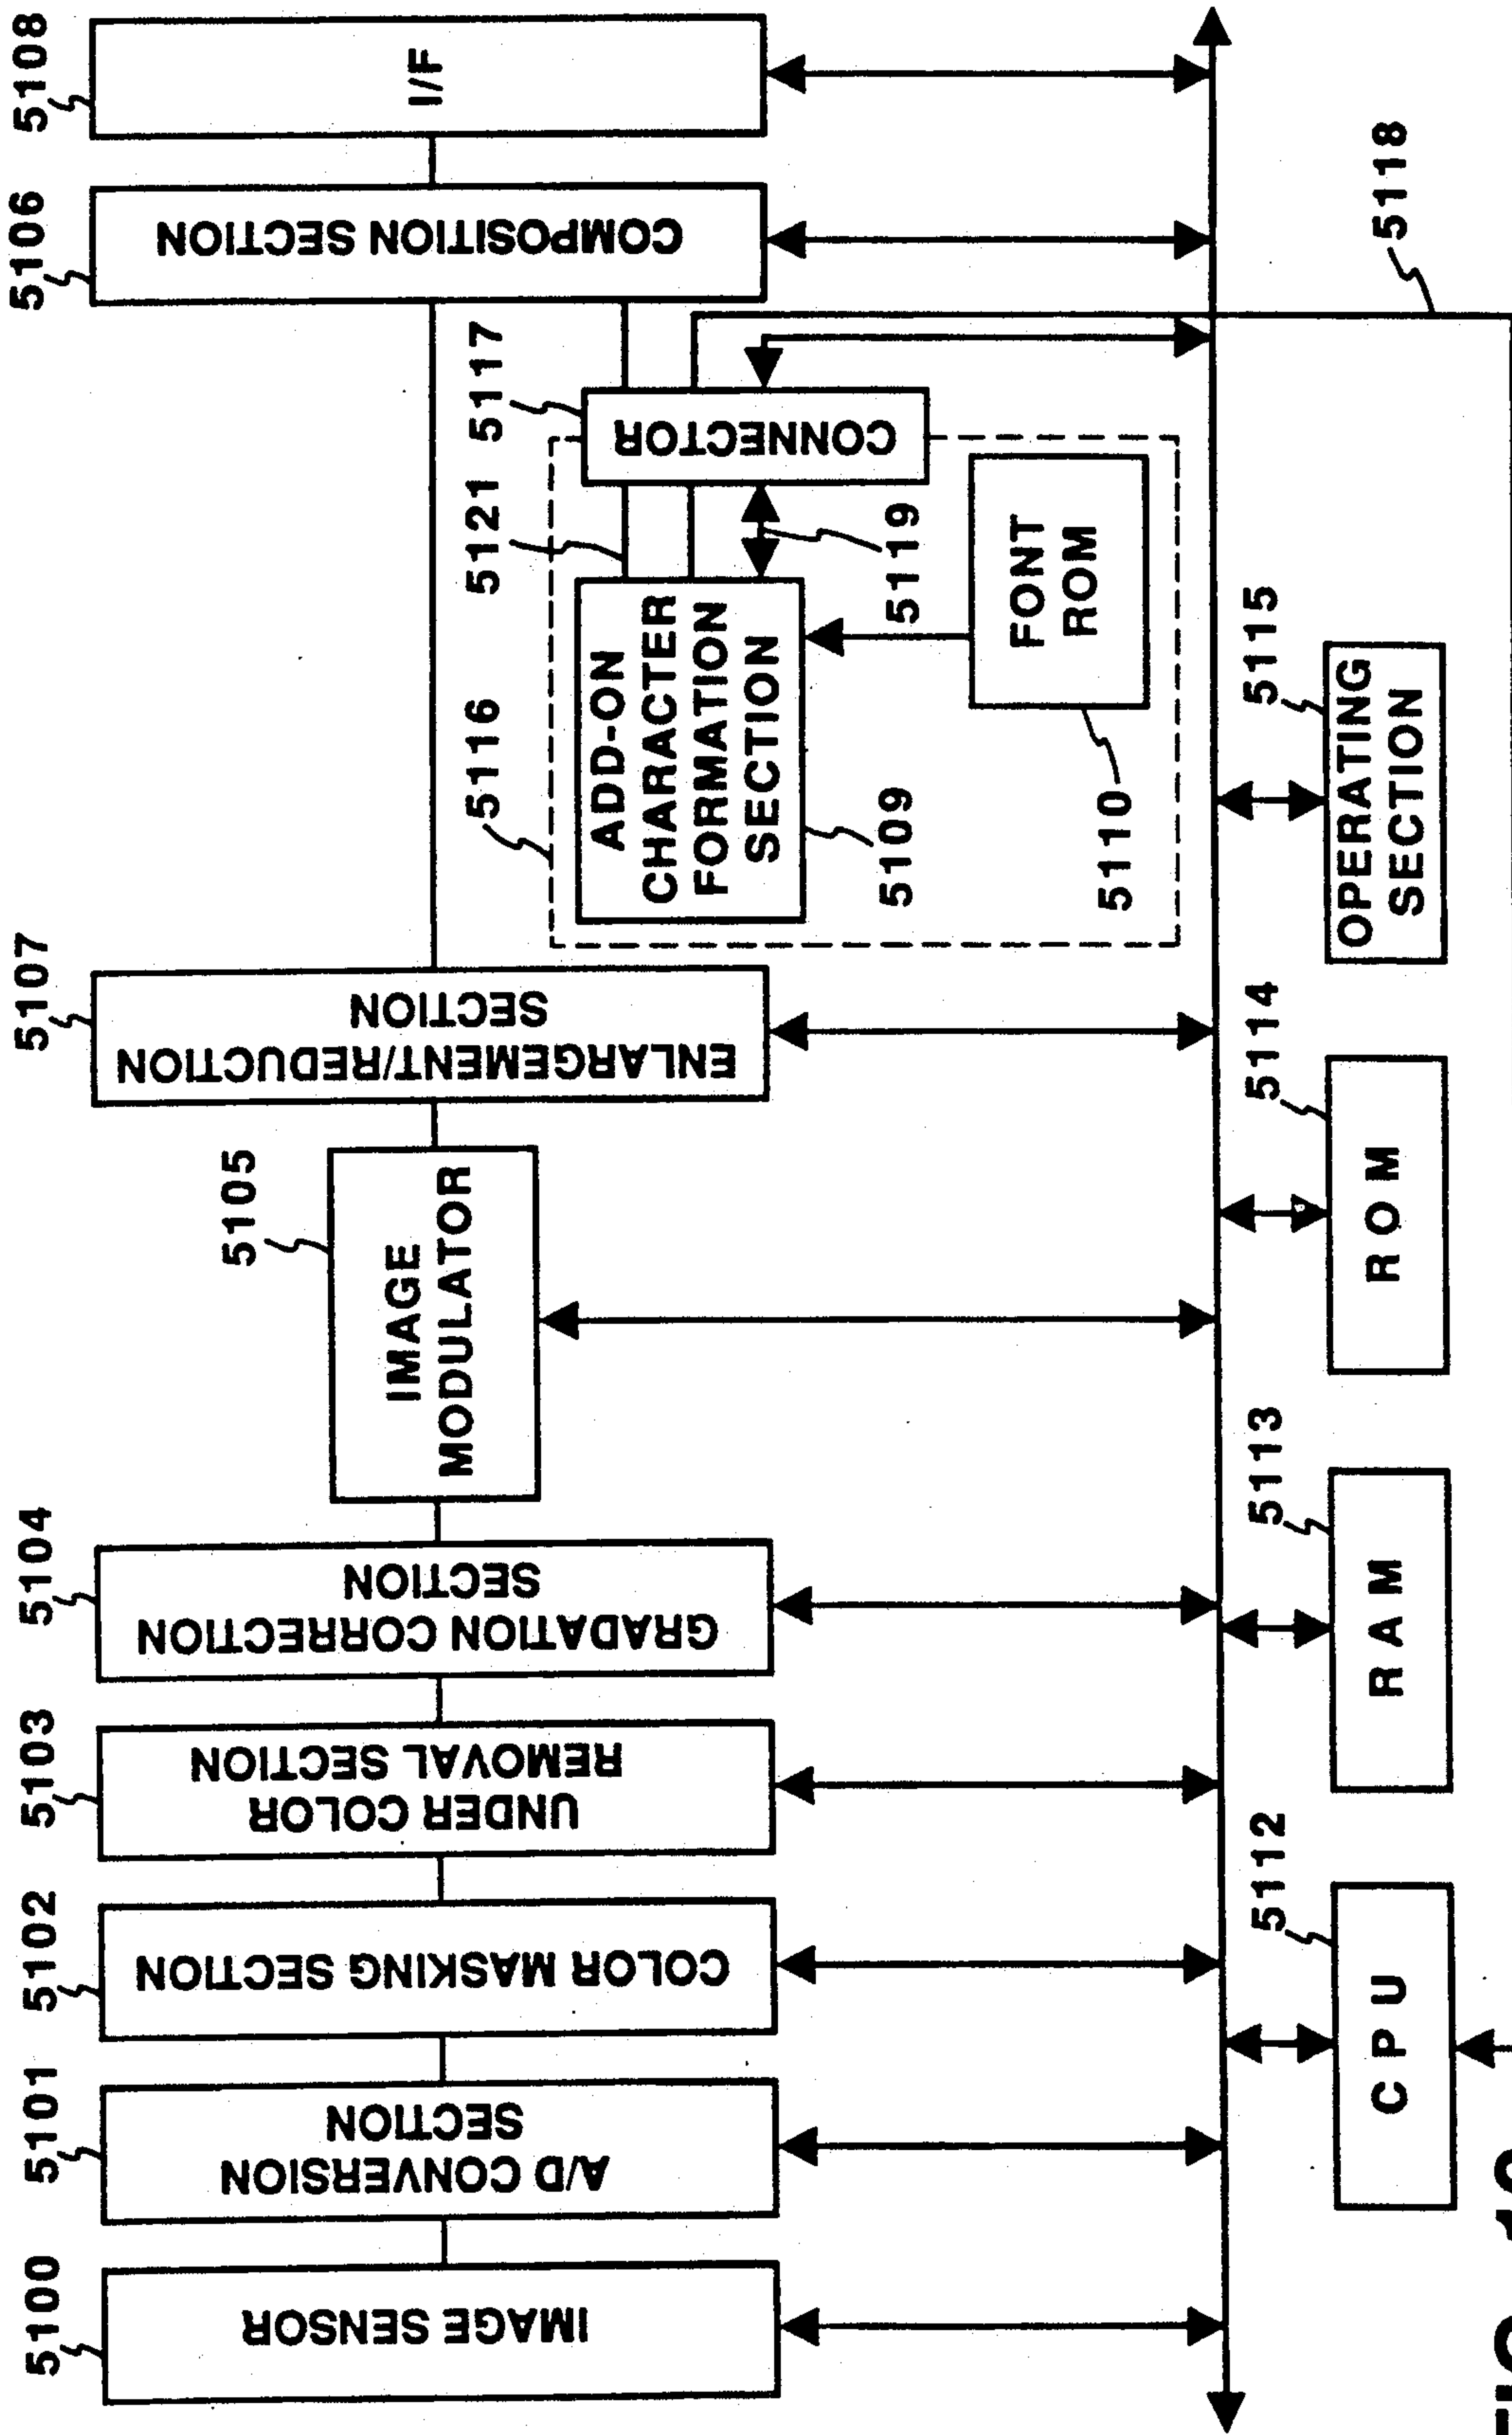 5100
IMAGE SENSOR
5101
A/D CONVERSION
SECTION
5102
COLOR MASKING SECTION
5103
UNDER COLOR
REMOVAL SECTION
5104
GRADATION CORRECTION
SECTION
5105
IMAGE
MODULATOR
5107
ENLARGEMENT/REDUCTION
SECTION
5106
COMPOSITION SECTION
5108
I/F
5116
5121
5117
ADD-ON
CHARACTER
FORMATION
SECTION
CONNECTOR
5109
5119
FONT
ROM
5110
5118
5112
CPU
5113
RAM
5114
ROM
5115
OPERATING
SECTION